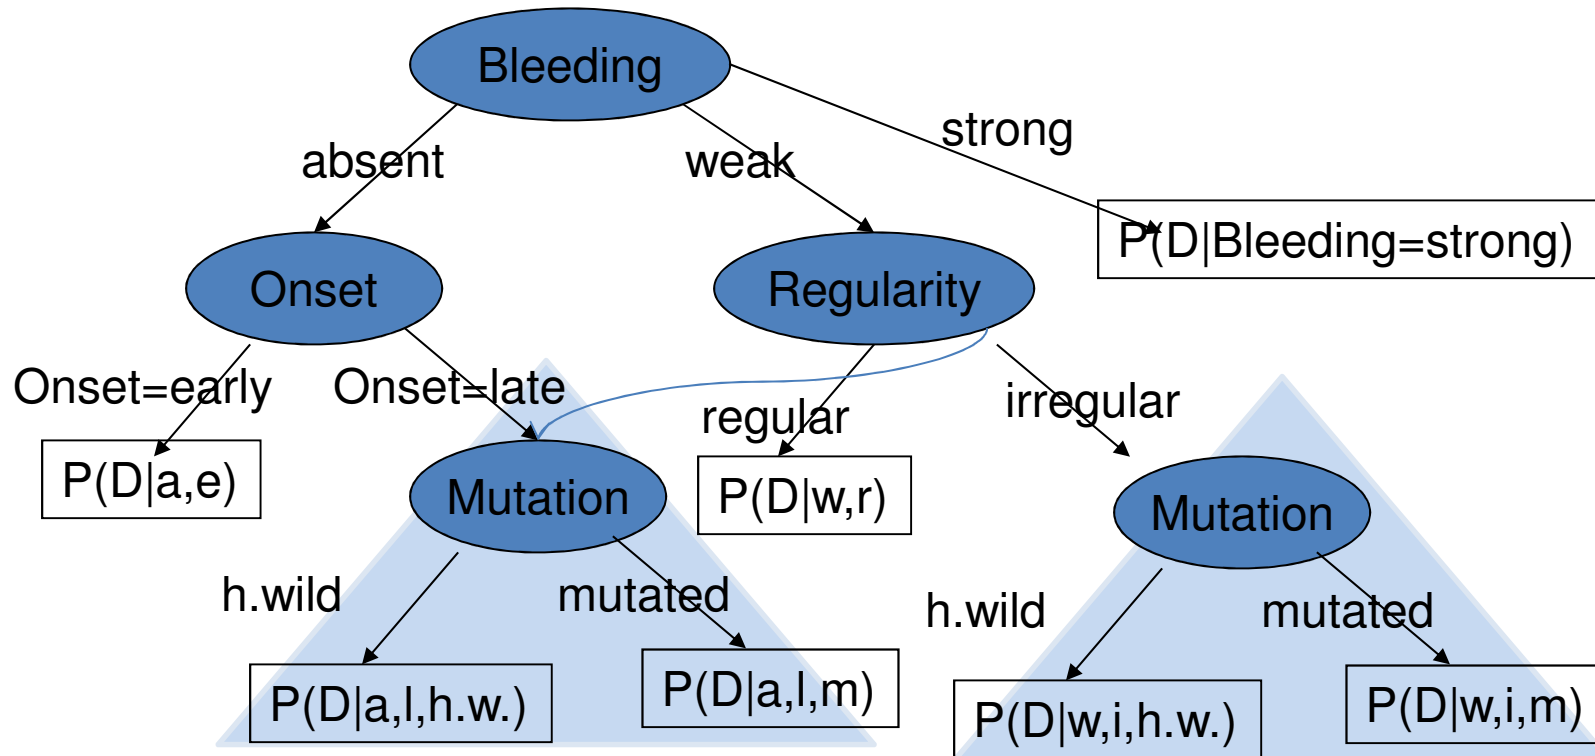 Bleeding
strong
absent
weak
P(D|Bleeding=strong)
Onset
Regularity
Onset=early
Onset=late
regular
irregular
P(D|a,e)
Mutation
P(D|w,r)
Mutation
h.wild
mutated
h.wild
mutated
P(D|a,l,h.w.)
P(D|a,l,m)
P(D|w,i,h.w.)
P(D|w,i,m)